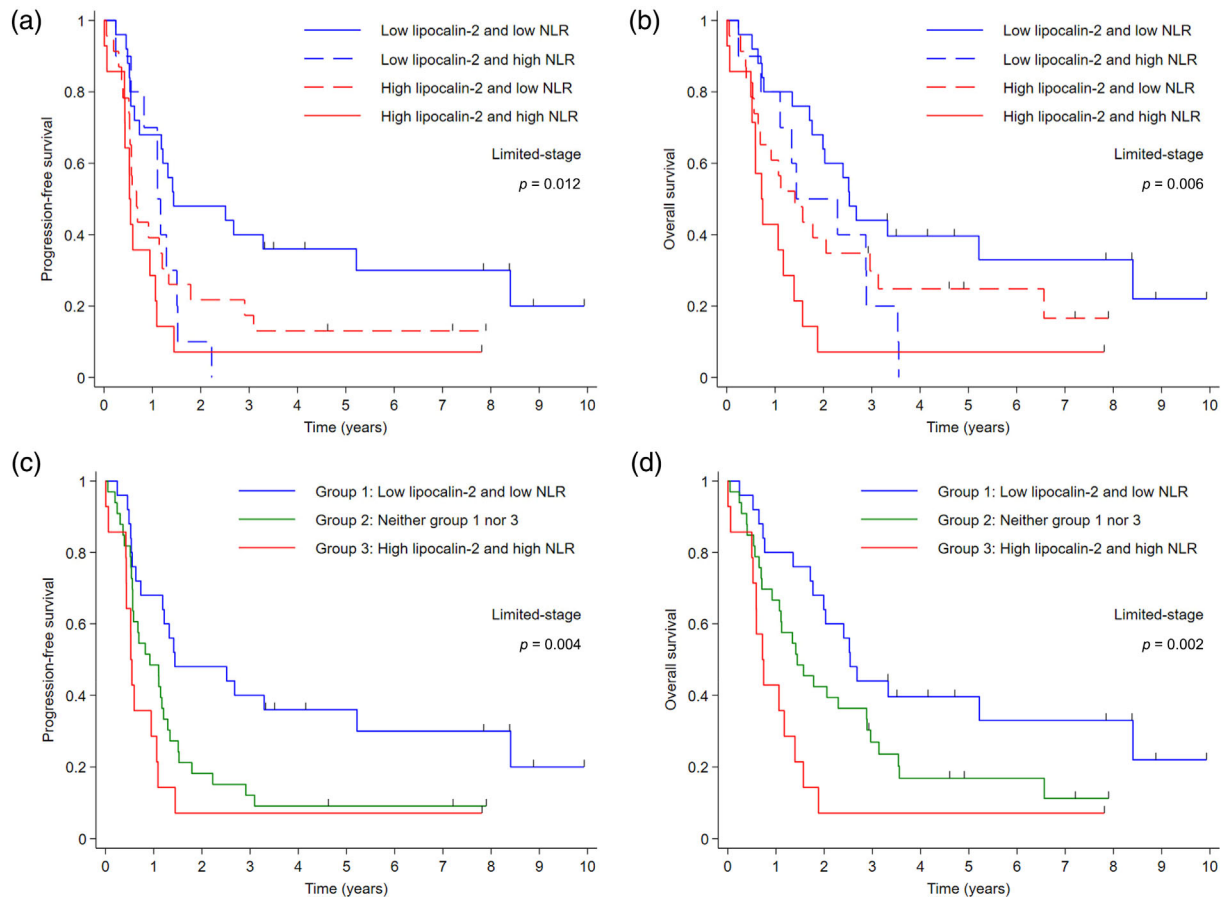 (a)
Progression-free survival
1
0.8
0.6
0.4
0.2
0
Low lipocalin-2 and low NLR
Low lipocalin-2 and high NLR
High lipocalin-2 and low NLR
High lipocalin-2 and high NLR
Limited-stage
p = 0.012
0 1 2 3 4 5 6 7 8 9 10
Time (years)
(b)
Overall survival
1
0.8
0.6
0.4
0.2
0
Low lipocalin-2 and low NLR
Low lipocalin-2 and high NLR
High lipocalin-2 and low NLR
High lipocalin-2 and high NLR
Limited-stage
p = 0.006
0 1 2 3 4 5 6 7 8 9 10
Time (years)
(c)
Progression-free survival
1
0.8
0.6
0.4
0.2
0
Group 1: Low lipocalin-2 and low NLR
Group 2: Neither group 1 nor 3
Group 3: High lipocalin-2 and high NLR
Limited-stage
p = 0.004
0 1 2 3 4 5 6 7 8 9 10
Time (years)
(d)
Overall survival
1
0.8
0.6
0.4
0.2
0
Group 1: Low lipocalin-2 and low NLR
Group 2: Neither group 1 nor 3
Group 3: High lipocalin-2 and high NLR
Limited-stage
p = 0.002
0 1 2 3 4 5 6 7 8 9 10
Time (years)